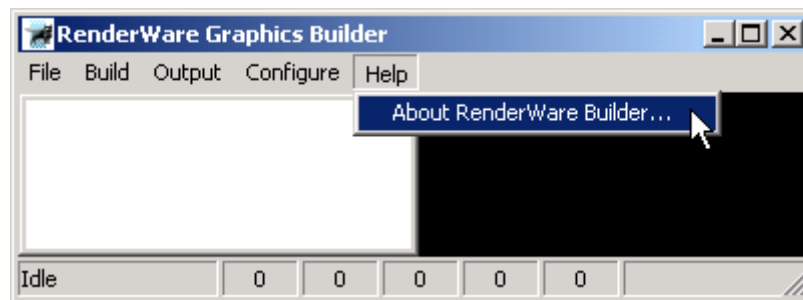 RenderWare Graphics Builder
File Build Output Configure Help
About RenderWare Builder...
Idle 0 0 0 0 0